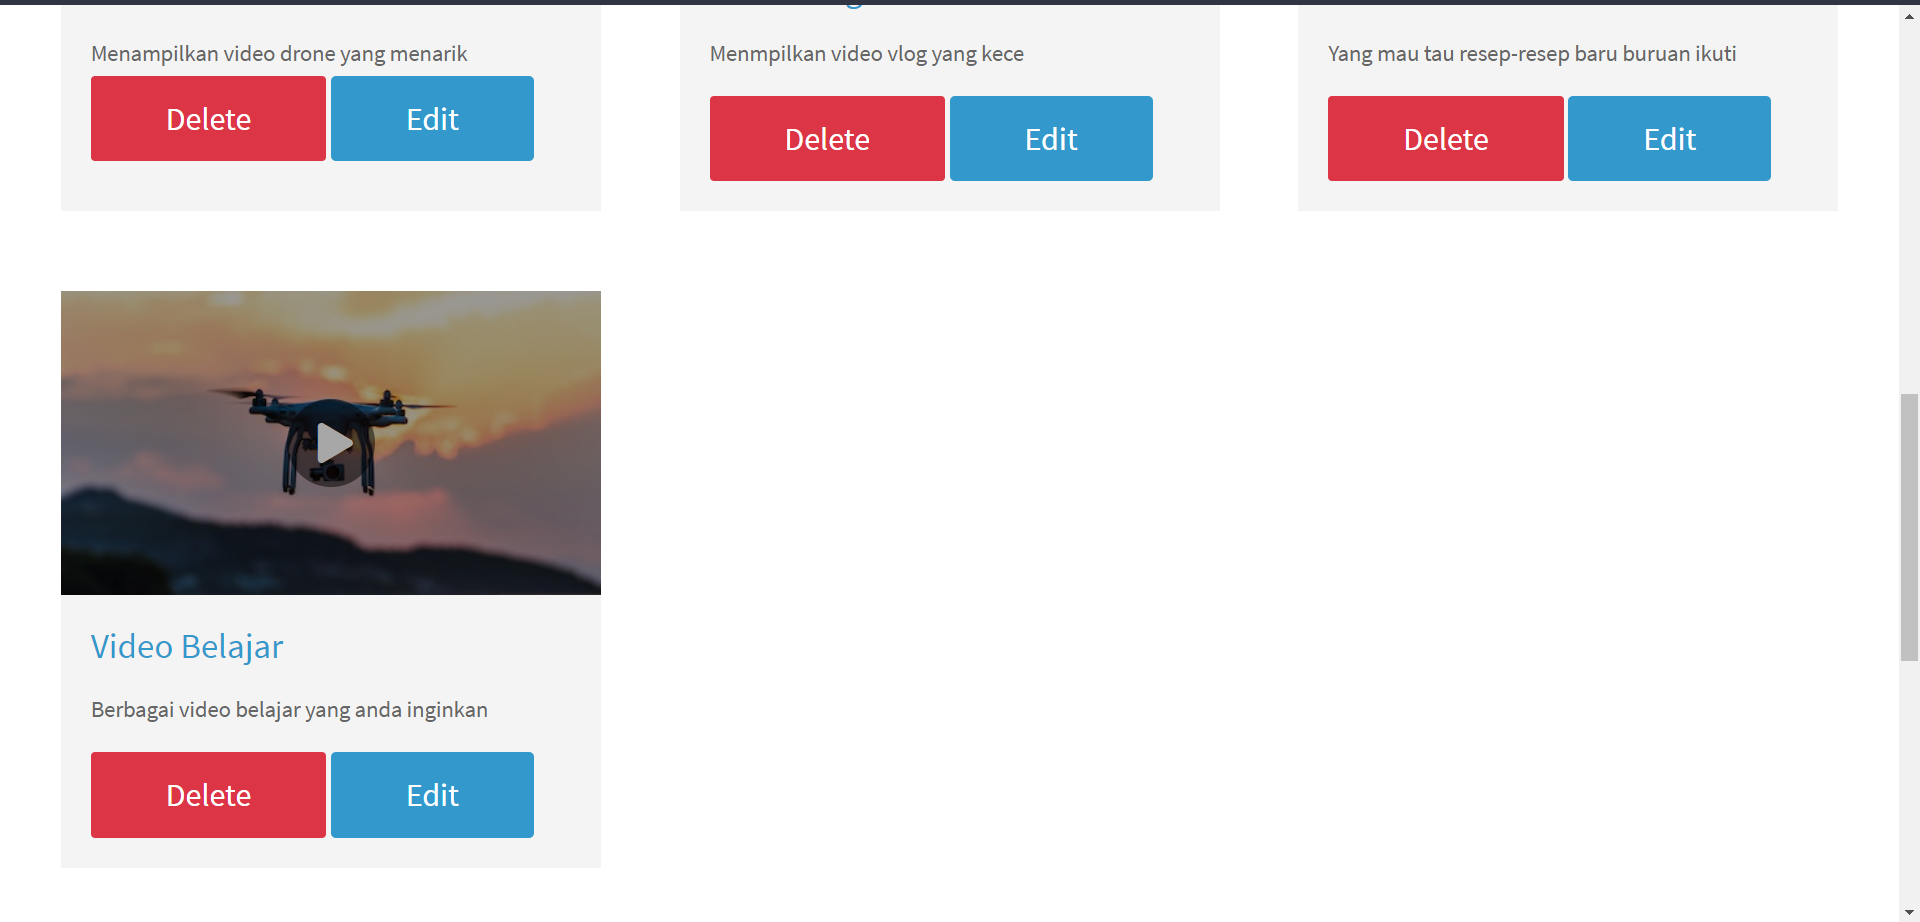 Menampilkan video drone yang menarik
Delete Edit
Menmpilkan video vlog yang kece
Delete Edit
Yang mau tau resep-resep baru buruan ikuti
Delete Edit
Video Belajar
Berbagai video belajar yang anda inginkan
Delete Edit